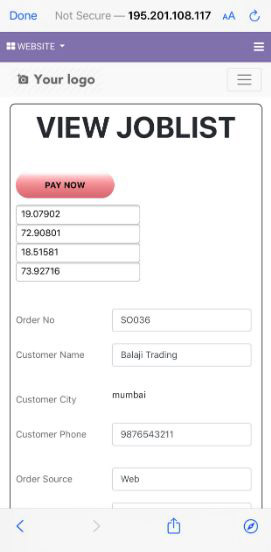 Done Not Secure — 195.201.108.117 AA
WEBSITE
Your logo
VIEW JOBLIST
PAY NOW
19.07902
72.90801
18.51581
73.92716
Order No SO036
Customer Name Balaji Trading
Customer City mumbai
Customer Phone 9876543211
Order Source Web